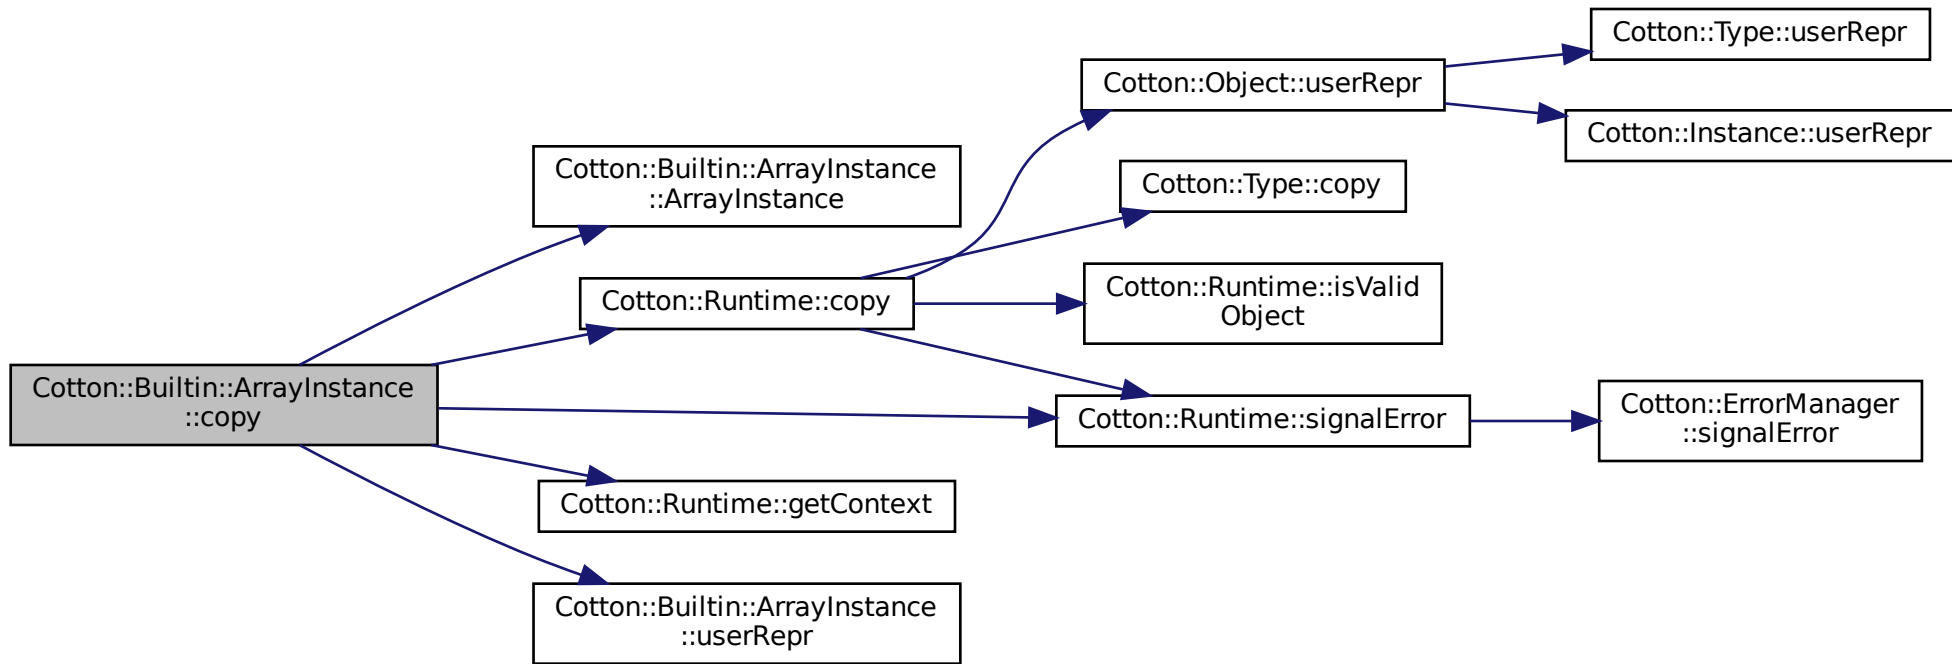 Cotton::Type::userRepr
Cotton::Object::userRepr
Cotton::Instance::userRepr
Cotton::Builtin::ArrayInstance
::ArrayInstance
Cotton::Type::copy
Cotton::Runtime::copy
Cotton::Runtime::isValid
Object
Cotton::Builtin::ArrayInstance
::copy
Cotton::Runtime::signalError
Cotton::ErrorManager
::signalError
Cotton::Runtime::getContext
Cotton::Builtin::ArrayInstance
::userRepr